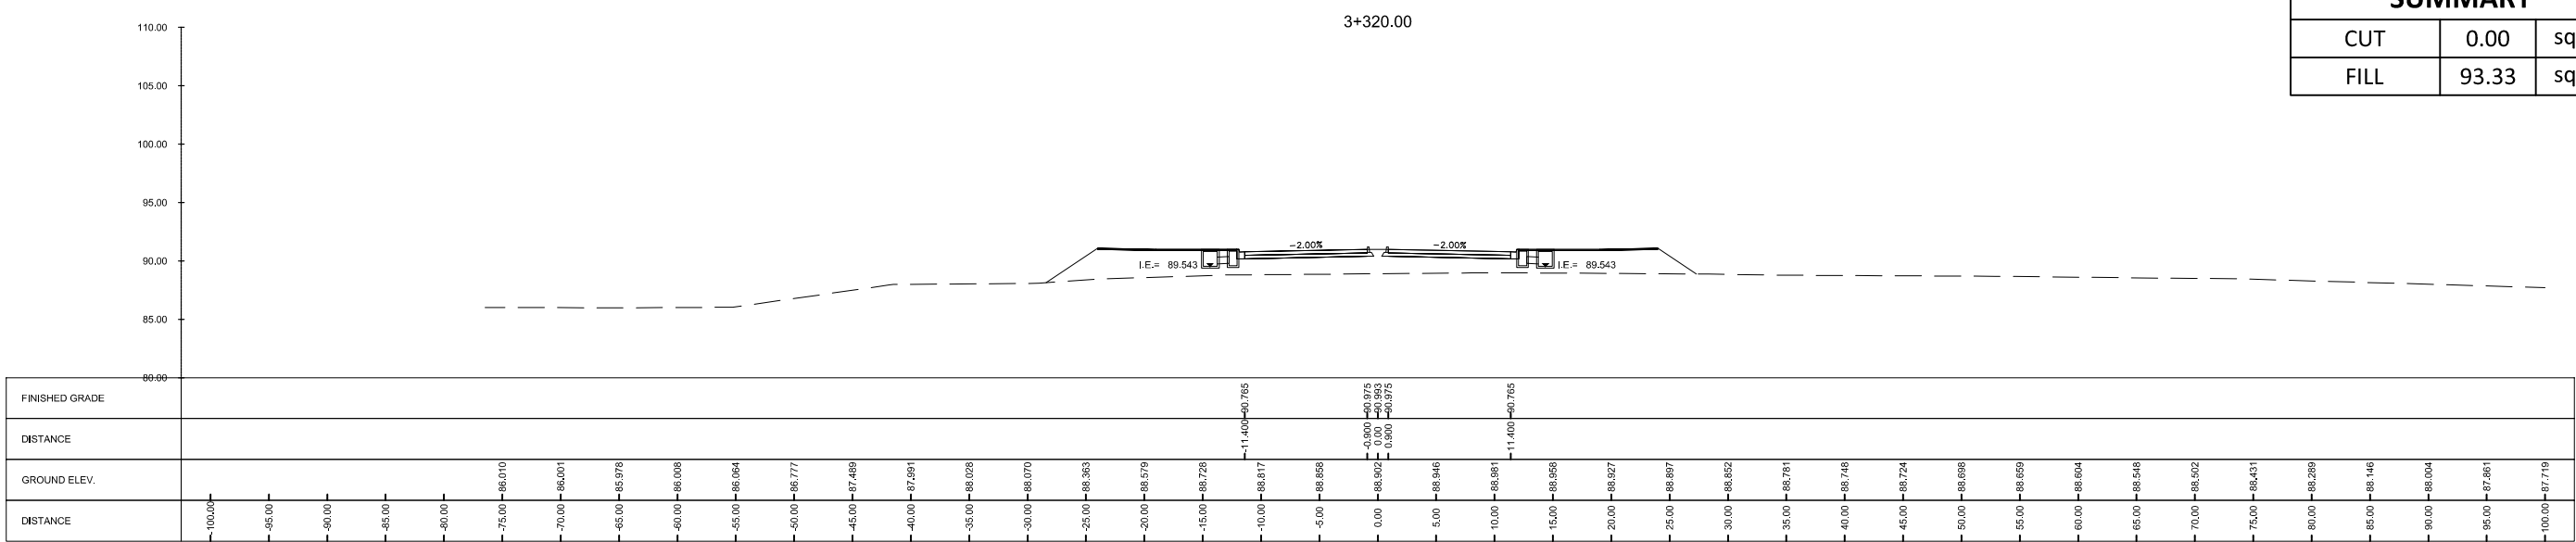 3+320.00
SUMMARY
CUT 0.00 sq
FILL 93.33 sq
110.00
105.00
100.00
95.00
90.00
85.00
80.00
-2.00% -2.00%
I.E.= 89.543 I.E.= 89.543
FINISHED GRADE 90.765 90.975 90.993 90.975 90.765
DISTANCE -11.400 -0.900 0.00 0.900 11.400
GROUND ELEV. 86.010 86.001 85.978 86.008 86.064 86.777 87.489 87.991 88.028 88.070 88.363 88.579 88.728 88.817 88.858 88.902 88.946 88.981 88.958 88.927 88.897 88.852 88.781 88.748 88.724 88.698 88.659 88.604 88.548 88.502 88.431 88.289 88.146 88.004 87.861 87.719
DISTANCE -100.00 -95.00 -90.00 -85.00 -80.00 -75.00 -70.00 -65.00 -60.00 -55.00 -50.00 -45.00 -40.00 -35.00 -30.00 -25.00 -20.00 -15.00 -10.00 -5.00 0.00 5.00 10.00 15.00 20.00 25.00 30.00 35.00 40.00 45.00 50.00 55.00 60.00 65.00 70.00 75.00 80.00 85.00 90.00 95.00 100.00